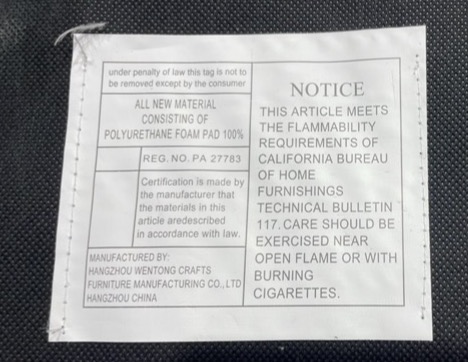 under penalty of law this tag is not to
be removed except by the consumer
ALL NEW MATERIAL
CONSISTING OF
POLYURETHANE FOAM PAD 100%
REG. NO. PA 27783
Certification is made by
the manufacturer that
the materials in this
article aredescribed
in accordance with law.
MANUFACTURED BY:
HANGZHOU WENTONG CRAFTS
FURNITURE MANUFACTURING CO.,LTD
HANGZHOU CHINA
NOTICE
THIS ARTICLE MEETS
THE FLAMMABILITY
REQUIREMENTS OF
CALIFORNIA BUREAU
OF HOME
FURNISHINGS
TECHNICAL BULLETIN
117. CARE SHOULD BE
EXERCISED NEAR
OPEN FLAME OR WITH
BURNING
CIGARETTES.